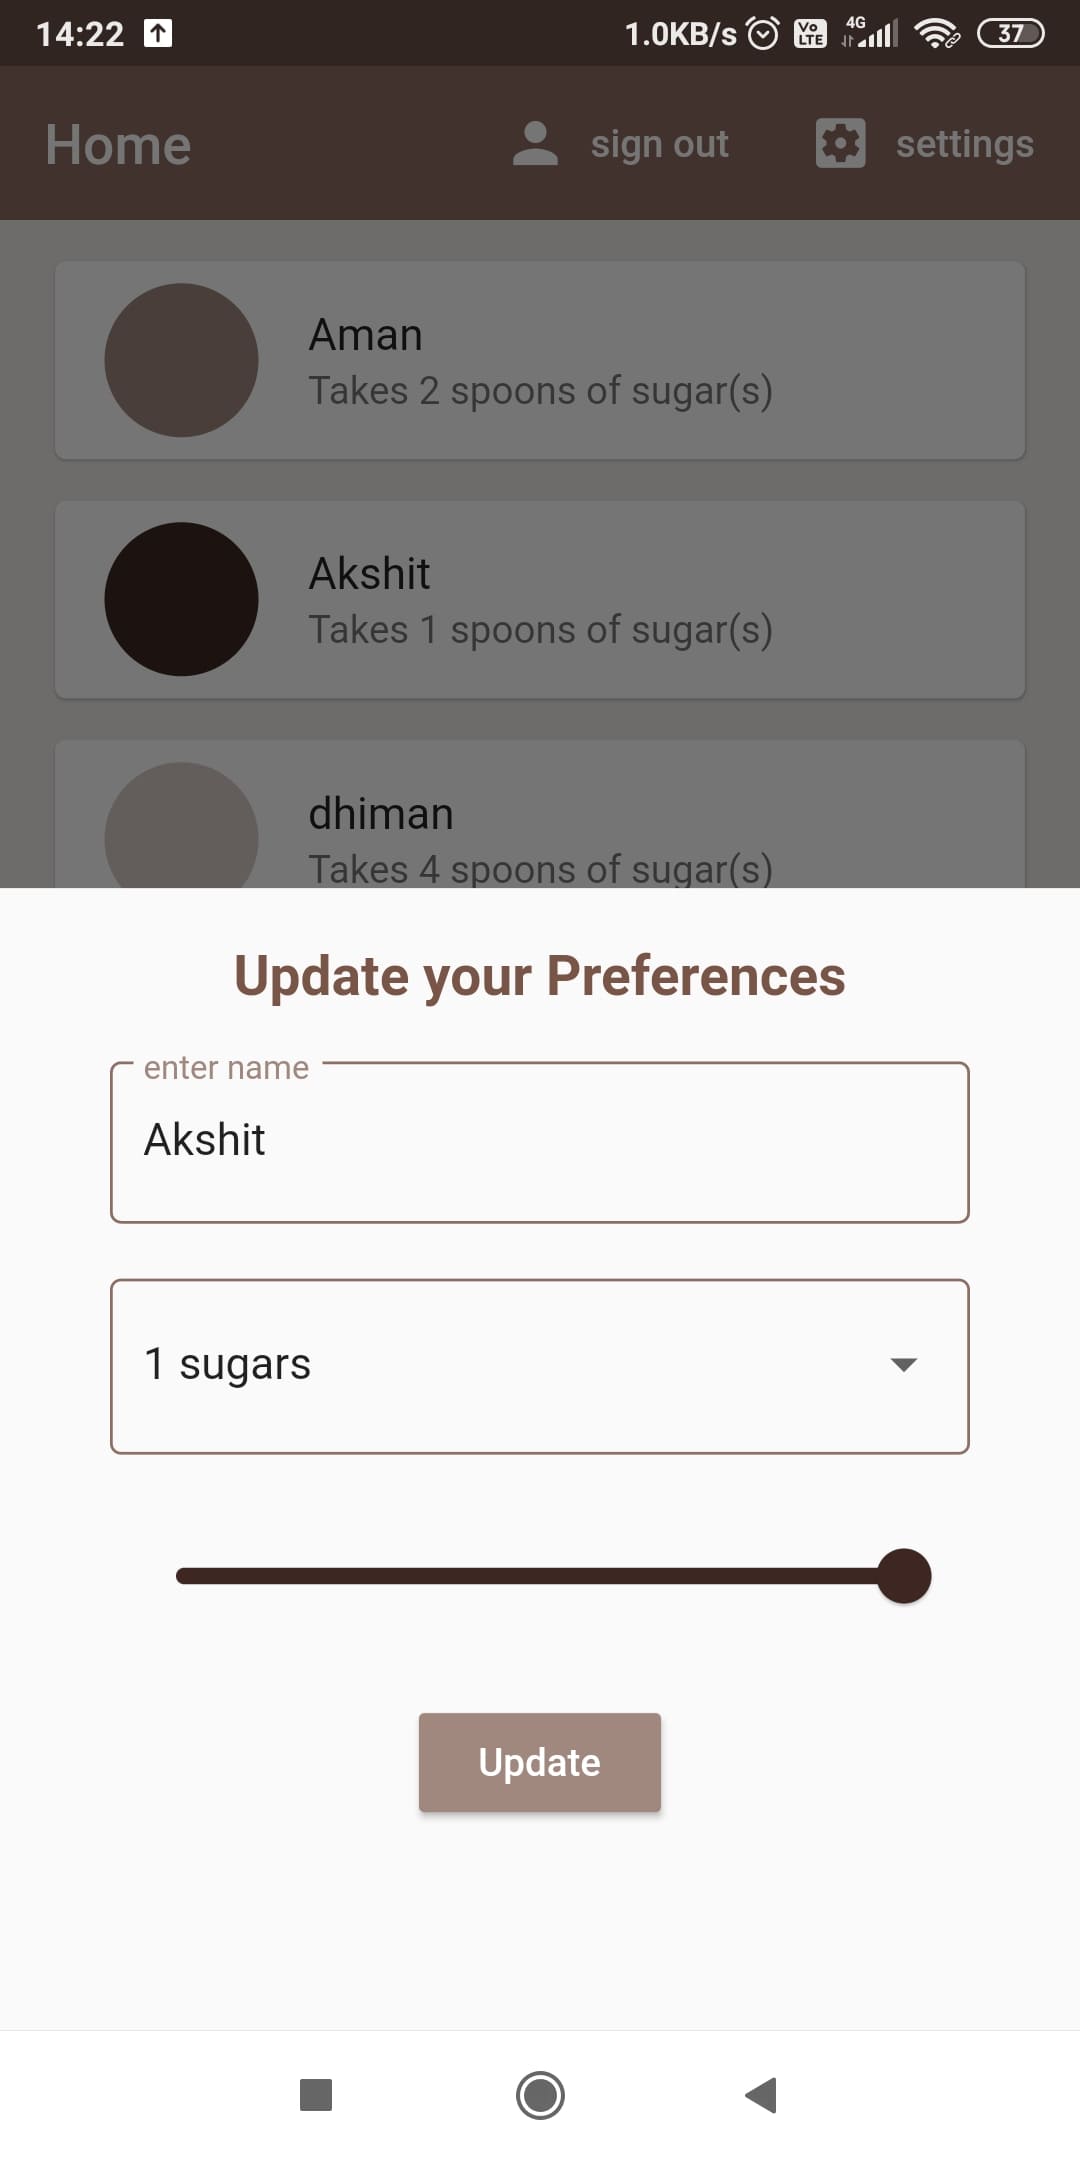 14:22 1.0KB/s Vo LTE 4G 37
Home sign out settings
Aman
Takes 2 spoons of sugar(s)
Akshit
Takes 1 spoons of sugar(s)
dhiman
Takes 4 spoons of sugar(s)
Update your Preferences
enter name
Akshit
1 sugars
Update